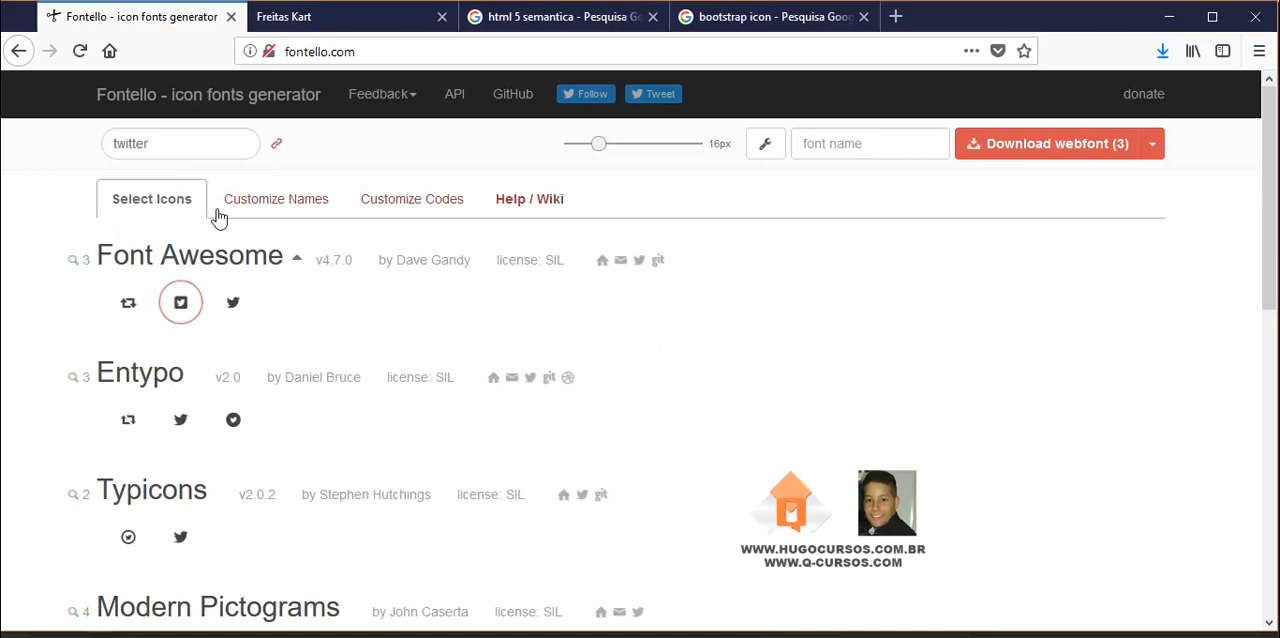 Fontello - icon fonts generator
Freitas Kart
html 5 semantica - Pesquisa Go
bootstrap icon - Pesquisa Goog
fontello.com
Fontello - icon fonts generator Feedback API GitHub Follow Tweet donate
twitter 16px font name Download webfont (3)
Select Icons Customize Names Customize Codes Help / Wiki
3 Font Awesome v4.7.0 by Dave Gandy license: SIL git
3 Entypo v2.0 by Daniel Bruce license: SIL git
2 Typicons v2.0.2 by Stephen Hutchings license: SIL git
WWW.HUGOCURSOS.COM.BR
WWW.Q-CURSOS.COM
4 Modern Pictograms by John Caserta license: SIL